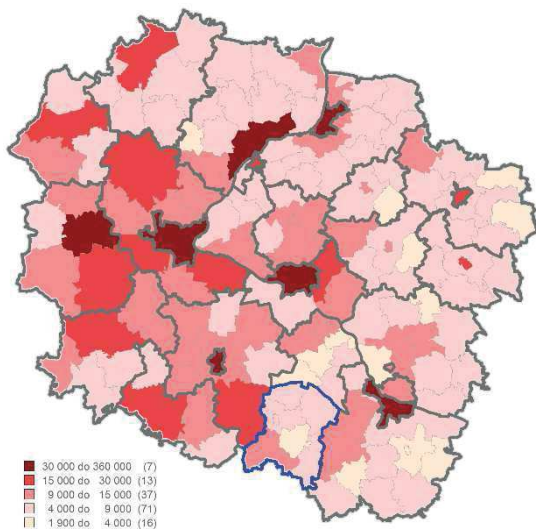 30 000 do 360 000 (7)
15 000 do 30 000 (13)
9 000 do 15 000 (37)
4 000 do 9 000 (71)
1 900 do 4 000 (16)